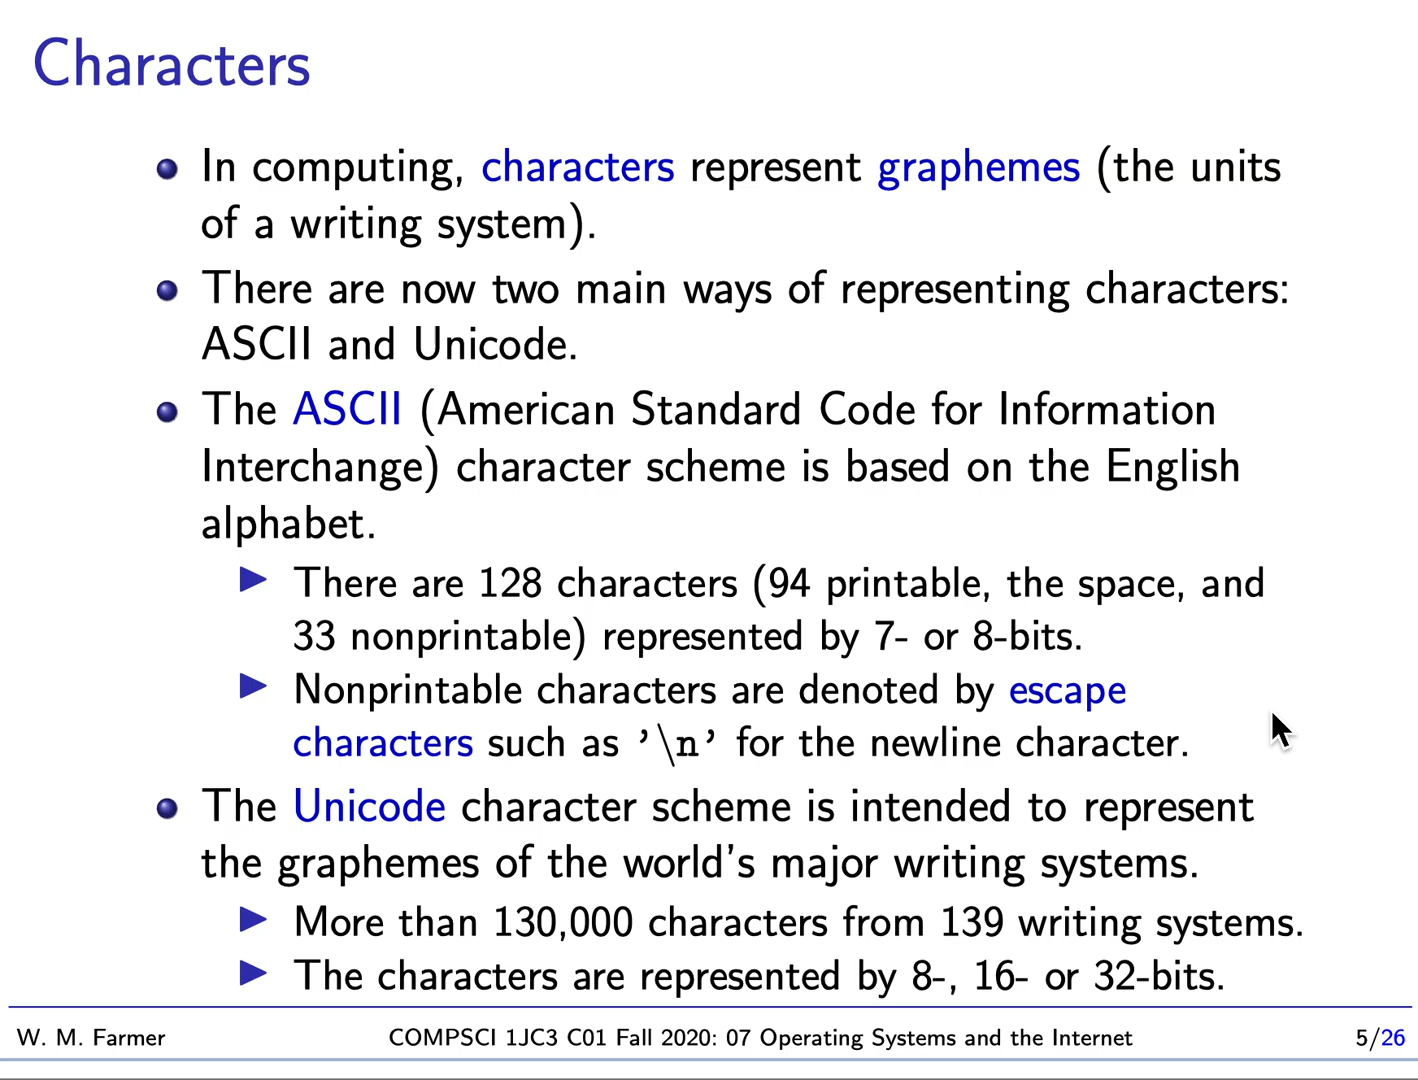 Characters
In computing, characters represent graphemes (the units
of a writing system).
There are now two main ways of representing characters:
ASCII and Unicode.
The ASCII (American Standard Code for Information
Interchange) character scheme is based on the English
alphabet.
There are 128 characters (94 printable, the space, and
33 nonprintable) represented by 7- or 8-bits.
Nonprintable characters are denoted by escape
characters such as ’\n’ for the newline character.
The Unicode character scheme is intended to represent
the graphemes of the world’s major writing systems.
More than 130,000 characters from 139 writing systems.
The characters are represented by 8-, 16- or 32-bits.
W. M. Farmer COMPSCI 1JC3 C01 Fall 2020: 07 Operating Systems and the Internet 5/26